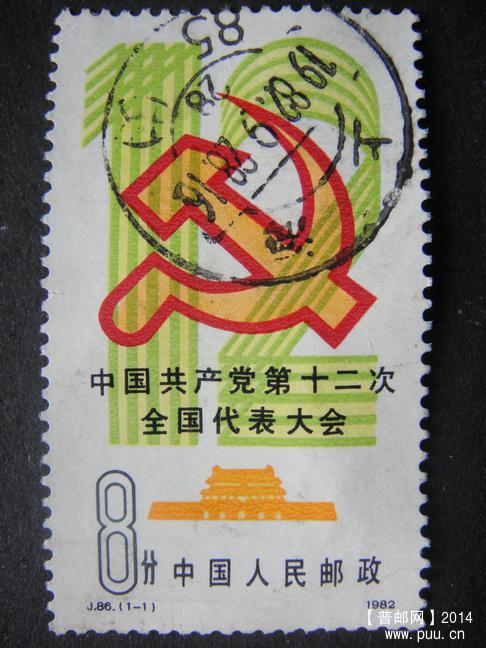 12
中国共产党第十二次
全国代表大会
8分 中国人民邮政
J.86.(1-1) 1982
【普邮网】2014
www.puu.cn